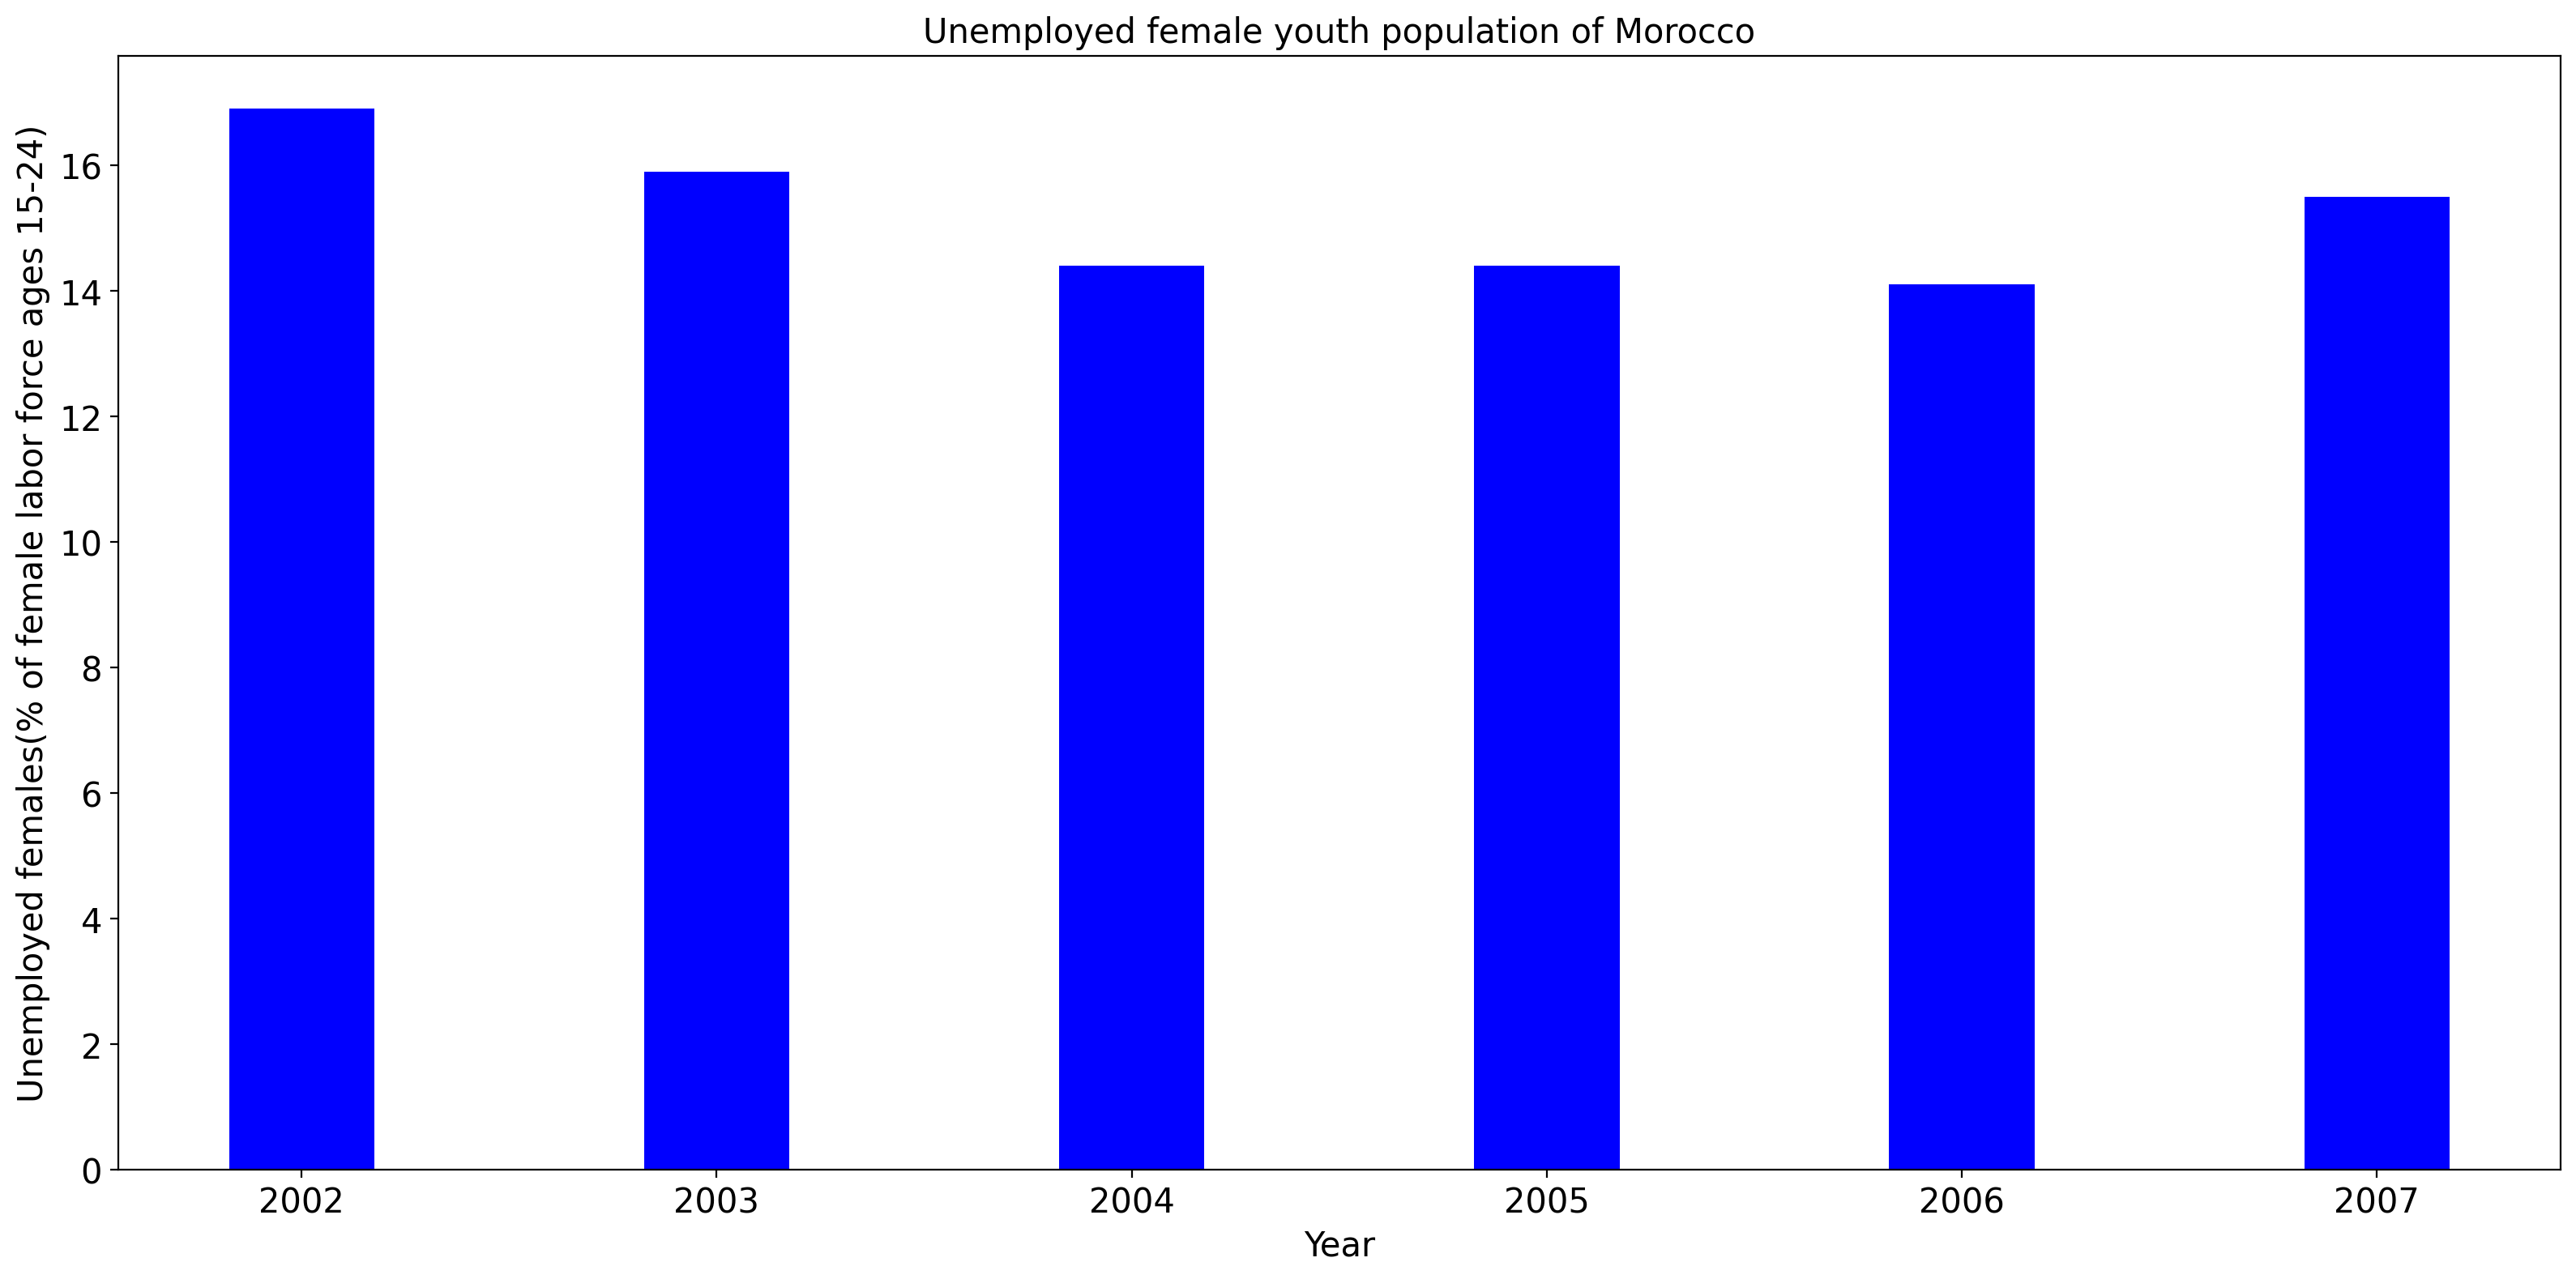 Unemployed female youth population of Morocco
Unemployed females(% of female labor force ages 15-24)
16
14
12
10
8
6
4
2
0
2002 2003 2004 2005 2006 2007
Year